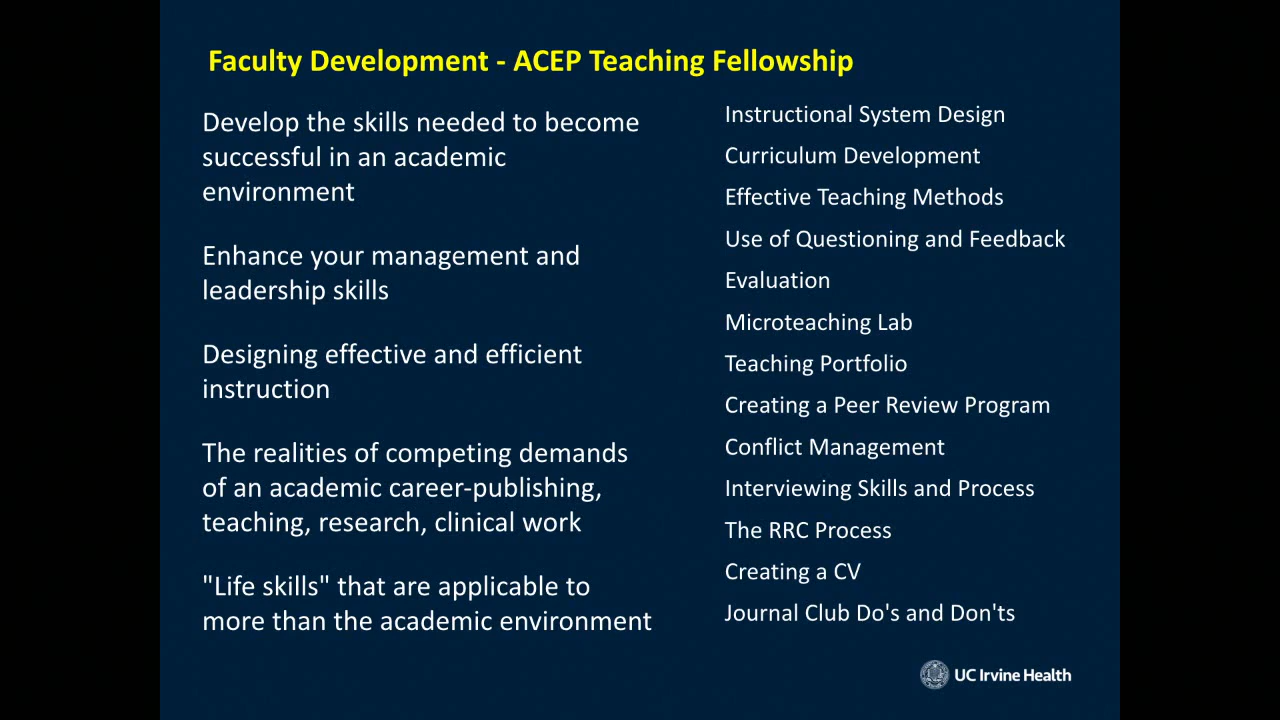 Faculty Development - ACEP Teaching Fellowship
Develop the skills needed to become
successful in an academic
environment
Enhance your management and
leadership skills
Designing effective and efficient
instruction
The realities of competing demands
of an academic career-publishing,
teaching, research, clinical work
"Life skills" that are applicable to
more than the academic environment
Instructional System Design
Curriculum Development
Effective Teaching Methods
Use of Questioning and Feedback
Evaluation
Microteaching Lab
Teaching Portfolio
Creating a Peer Review Program
Conflict Management
Interviewing Skills and Process
The RRC Process
Creating a CV
Journal Club Do's and Don'ts
UC Irvine Health